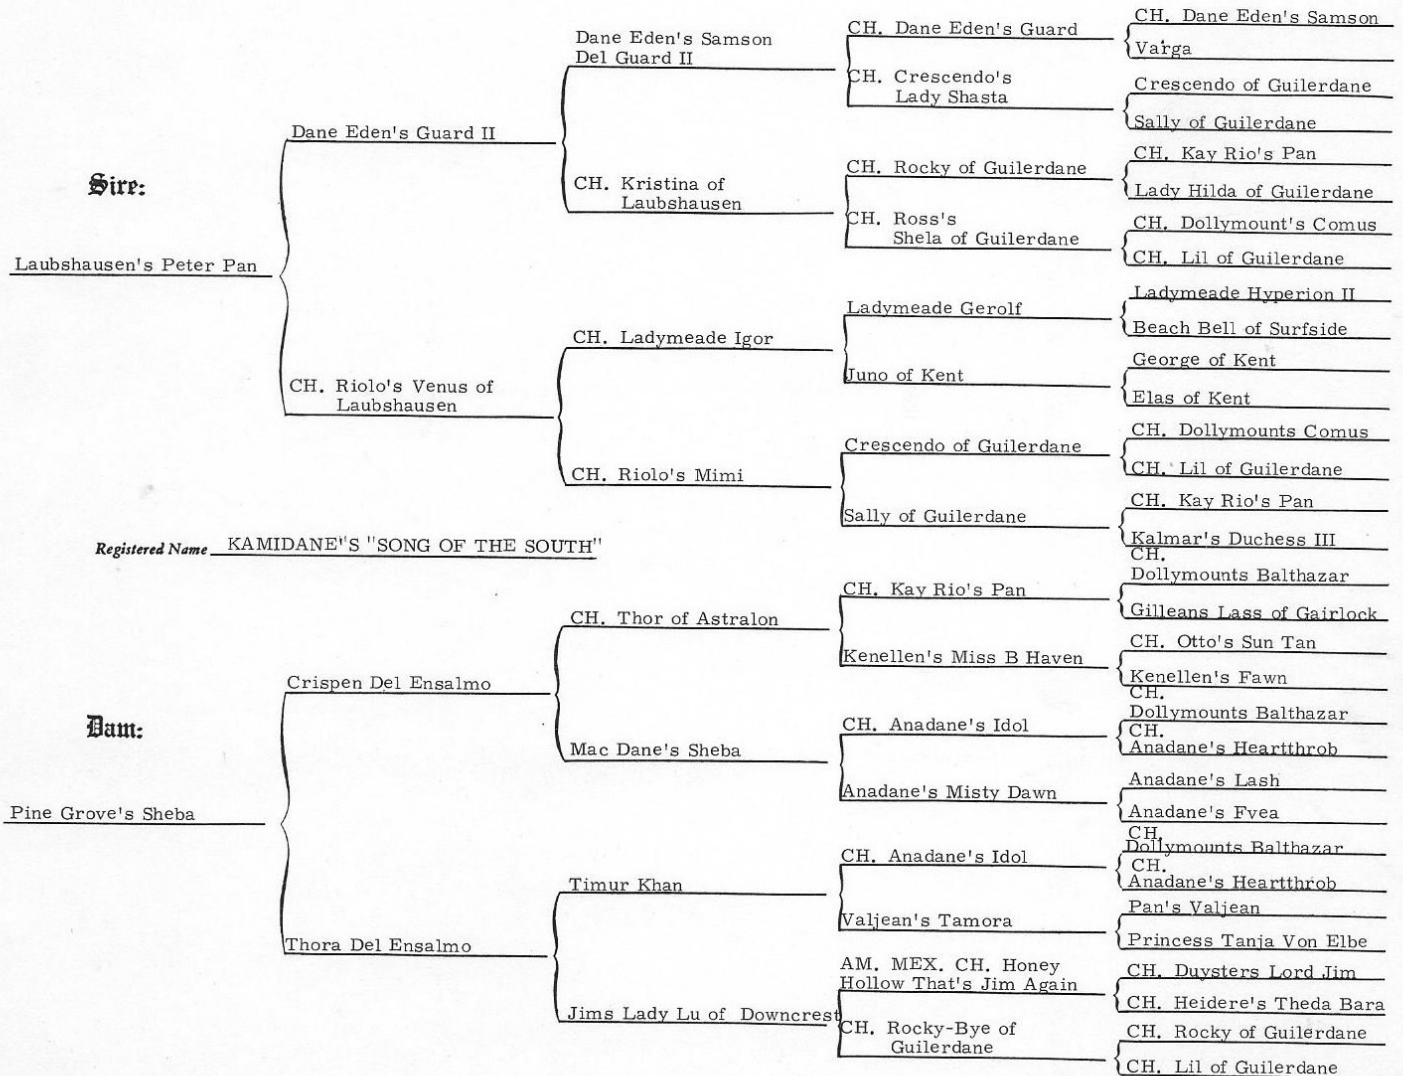 CH. Dane Eden's Samson
CH. Dane Eden's Guard
Varga
Dane Eden's Samson
Del Guard II
CH. Crescendo's
Lady Shasta
Crescendo of Guilerdane
Sally of Guilerdane
Dane Eden's Guard II
Sire:
CH. Kristina of
Laubshausen
CH. Rocky of Guilerdane
CH. Kay Rio's Pan
Lady Hilda of Guilerdane
CH. Ross's
Shela of Guilerdane
CH. Dollymount's Comus
CH. Lil of Guilerdane
Laubshausen's Peter Pan
Ladymeade Gerolf
Ladymeade Hyperion II
Beach Bell of Surfside
CH. Ladymeade Igor
Juno of Kent
George of Kent
Elas of Kent
CH. Riolo's Venus of
Laubshausen
Crescendo of Guilerdane
CH. Dollymounts Comus
CH. Lil of Guilerdane
CH. Riolo's Mimi
Sally of Guilerdane
CH. Kay Rio's Pan
Kalmar's Duchess III
Registered Name KAMIDANE'S "SONG OF THE SOUTH"
CH. Kay Rio's Pan
CH.
Dollymounts Balthazar
Gilleans Lass of Gairlock
CH. Thor of Astralon
Kenellen's Miss B Haven
CH. Otto's Sun Tan
Kenellen's Fawn
Crispen Del Ensalmo
Dam:
CH. Anadane's Idol
CH.
Dollymounts Balthazar
CH.
Anadane's Heartthrob
Mac Dane's Sheba
Anadane's Misty Dawn
Anadane's Lash
Anadane's Fvea
Pine Grove's Sheba
CH. Anadane's Idol
CH.
Dollymounts Balthazar
CH.
Anadane's Heartthrob
Timur Khan
Valjean's Tamora
Pan's Valjean
Princess Tanja Von Elbe
Thora Del Ensalmo
AM. MEX. CH. Honey
Hollow That's Jim Again
CH. Duysters Lord Jim
CH. Heidere's Theda Bara
Jims Lady Lu of Downcrest
CH. Rocky-Bye of
Guilerdane
CH. Rocky of Guilerdane
CH. Lil of Guilerdane